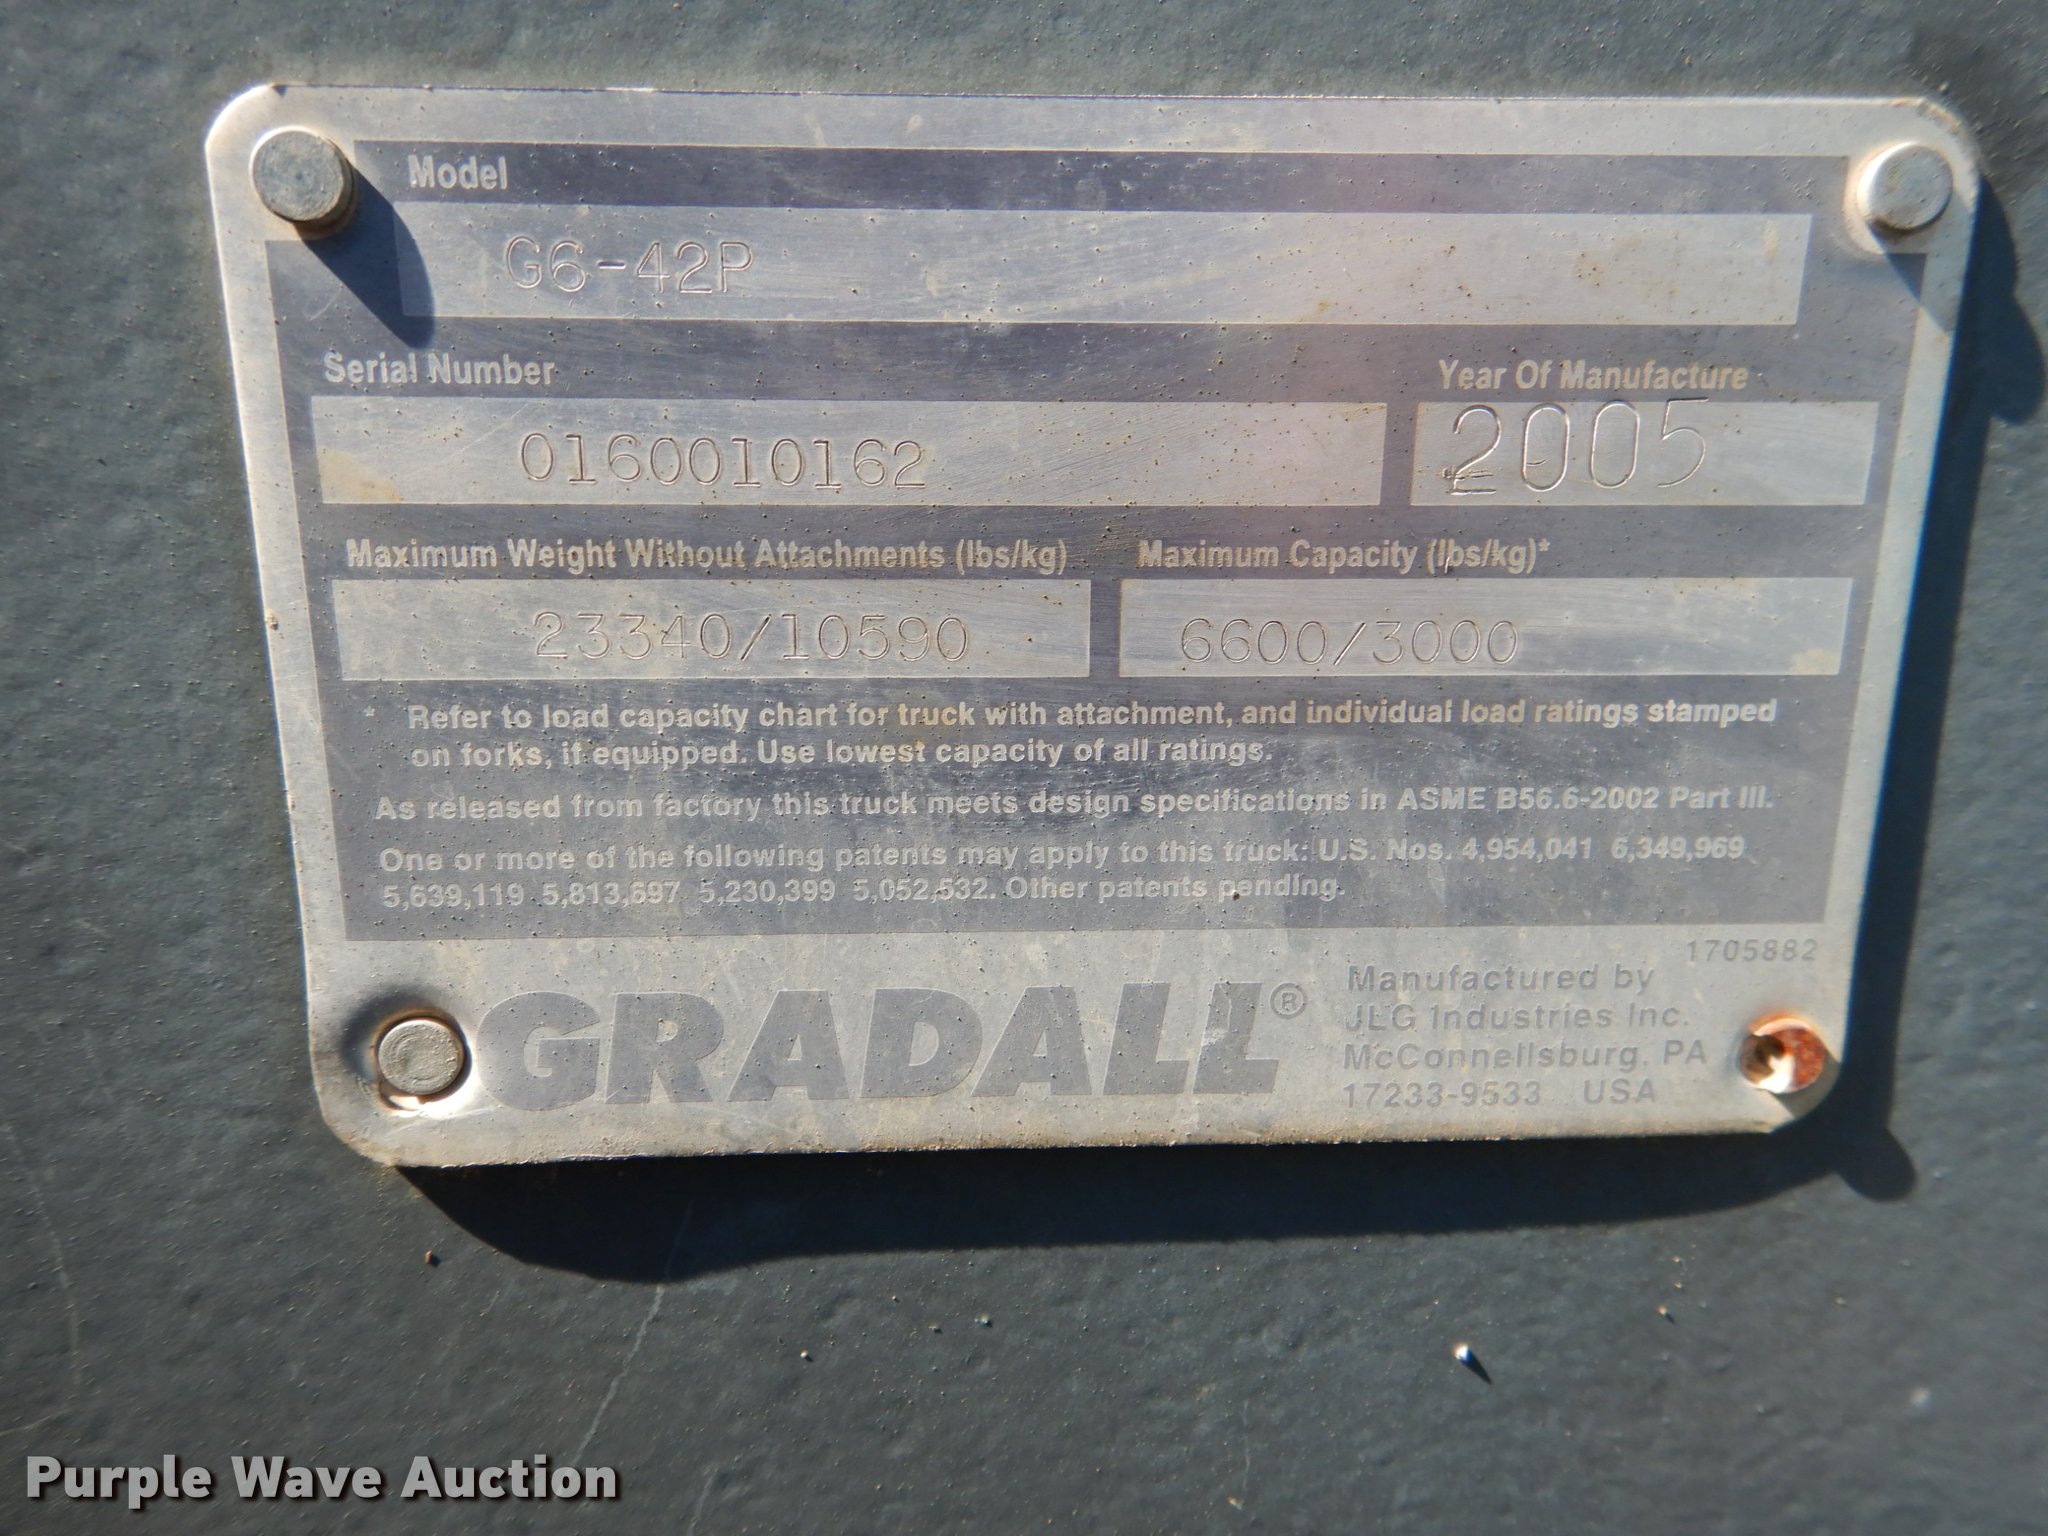 Model
G6-42P
Serial Number
0160010162
Year Of Manufacture
2005
Maximum Weight Without Attachments (lbs/kg)
23340/10590
Maximum Capacity (lbs/kg)*
6600/3000
* Refer to load capacity chart for truck with attachment, and individual load ratings stamped
on forks, if equipped. Use lowest capacity of all ratings.
As released from factory this truck meets design specifications in ASME B56.6-2002 Part III.
One or more of the following patents may apply to this truck: U.S. Nos. 4,954,041 6,349,969
5,639,119 5,813,697 5,230,399 5,052,532. Other patents pending.
1705882
GRADALL®
Manufactured by
JLG Industries Inc.
McConnellsburg, PA
17233-9533 USA
Purple Wave Auction